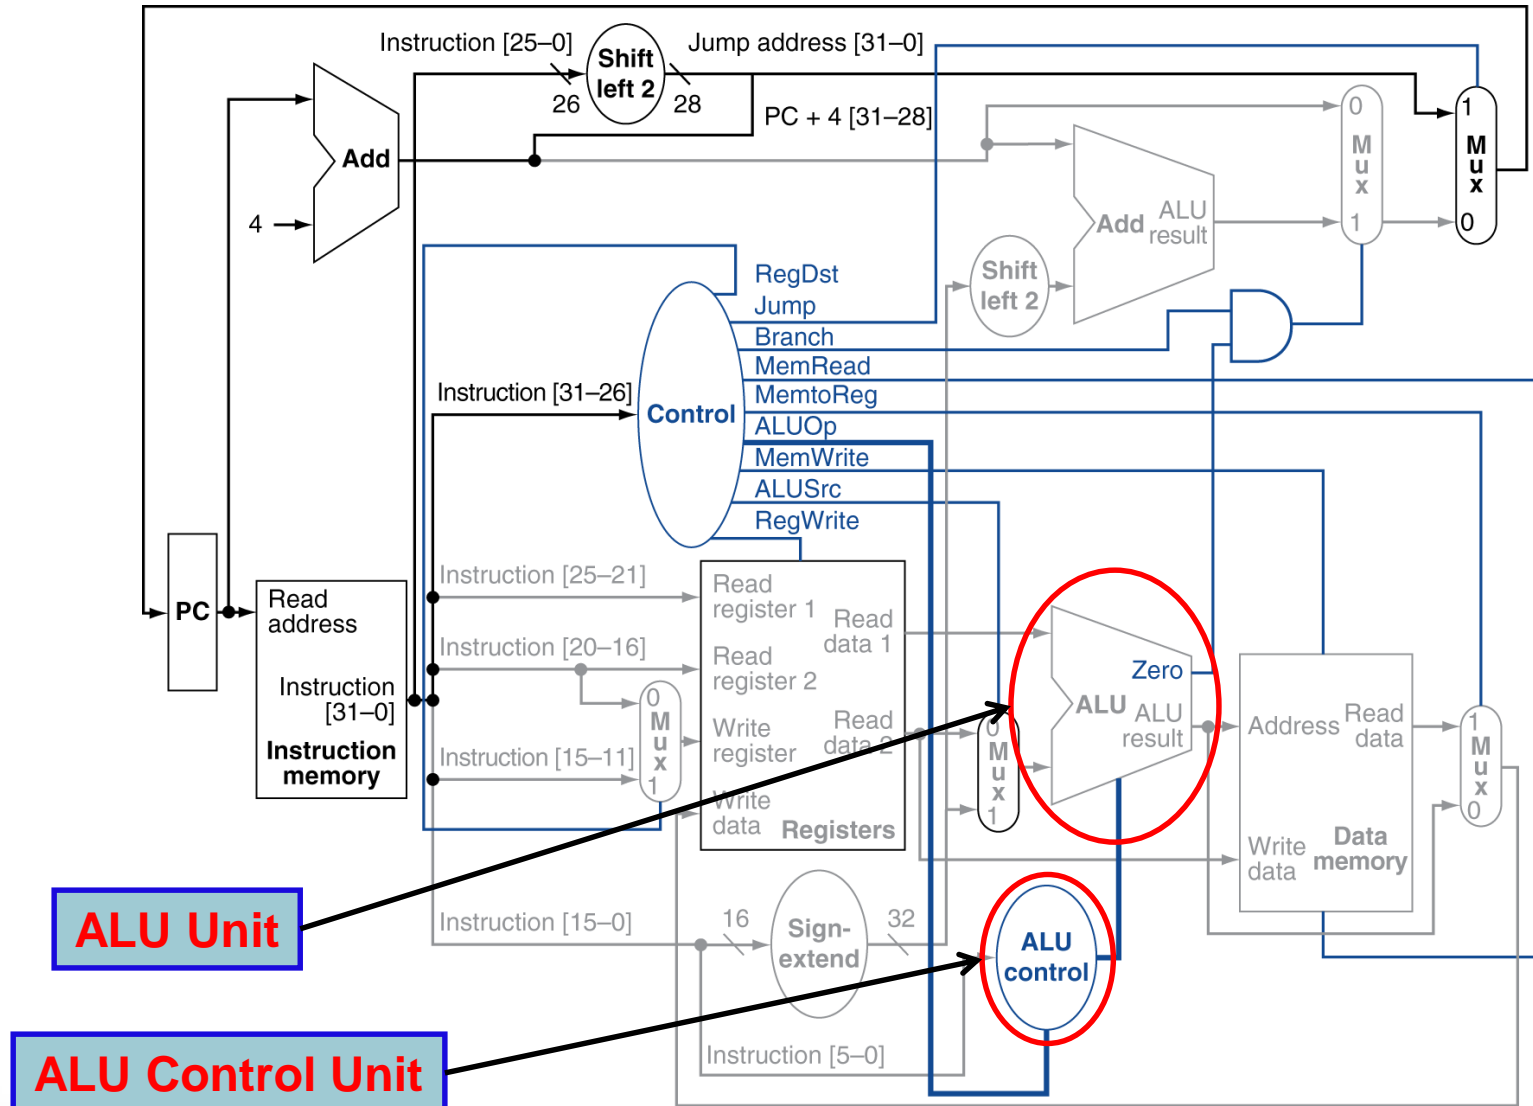 Instruction [25–0]
Shift
left 2
Jump address [31–0]
26
28
PC + 4 [31–28]
Add
4
0
M
u
x
1
1
M
u
x
0
Add
ALU
result
Shift
left 2
RegDst
Jump
Branch
MemRead
MemtoReg
ALUOp
MemWrite
ALUSrc
RegWrite
Instruction [31–26]
Control
PC
Read
address
Instruction
[31–0]
Instruction
memory
Instruction [25–21]
Instruction [20–16]
Instruction [15–11]
0
M
u
x
1
Read
register 1
Read
register 2
Write
register
Write
data
Read
data 1
Read
data 2
Registers
0
M
u
x
1
Zero
ALU
ALU
result
Address
Read
data
Write
data
Data
memory
1
M
u
x
0
ALU Unit
Instruction [15–0]
16
Sign-
extend
32
ALU
control
Instruction [5–0]
ALU Control Unit